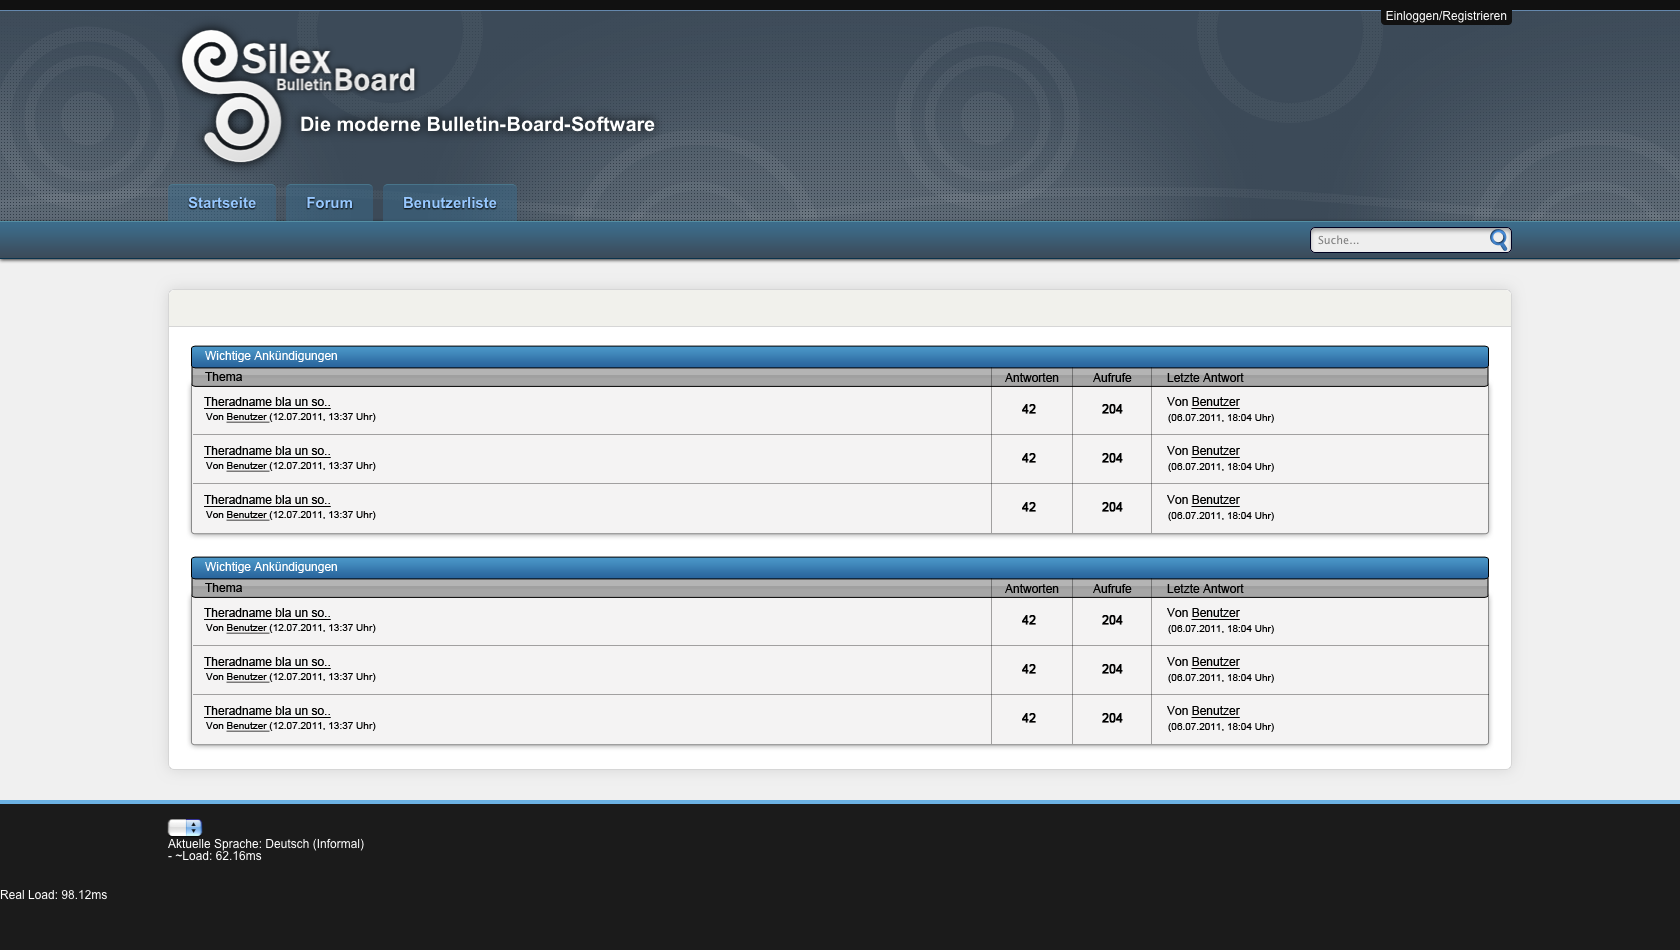 Einloggen/Registrieren
Silex
Bulletin Board
Die moderne Bulletin-Board-Software
Startseite Forum Benutzerliste
Suche...
Wichtige Ankündigungen
Thema Antworten Aufrufe Letzte Antwort
Theradname bla un so.. 42 204 Von Benutzer
Von Benutzer (12.07.2011, 13:37 Uhr) (06.07.2011, 18:04 Uhr)
Theradname bla un so.. 42 204 Von Benutzer
Von Benutzer (12.07.2011, 13:37 Uhr) (06.07.2011, 18:04 Uhr)
Theradname bla un so.. 42 204 Von Benutzer
Von Benutzer (12.07.2011, 13:37 Uhr) (06.07.2011, 18:04 Uhr)
Wichtige Ankündigungen
Thema Antworten Aufrufe Letzte Antwort
Theradname bla un so.. 42 204 Von Benutzer
Von Benutzer (12.07.2011, 13:37 Uhr) (06.07.2011, 18:04 Uhr)
Theradname bla un so.. 42 204 Von Benutzer
Von Benutzer (12.07.2011, 13:37 Uhr) (06.07.2011, 18:04 Uhr)
Theradname bla un so.. 42 204 Von Benutzer
Von Benutzer (12.07.2011, 13:37 Uhr) (06.07.2011, 18:04 Uhr)
Aktuelle Sprache: Deutsch (Informal)
- ~Load: 62.16ms
Real Load: 98.12ms